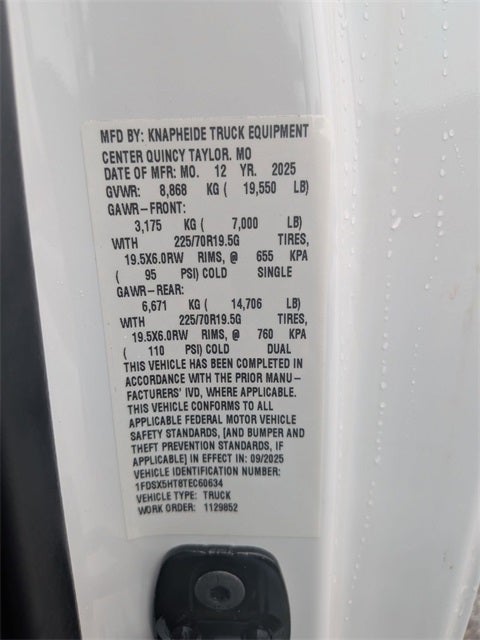 MFD BY: KNAPHEIDE TRUCK EQUIPMENT
CENTER QUINCY TAYLOR, MO
DATE OF MFR: MO. 12 YR. 2025
GVWR: 8,868 KG ( 19,550 LB)
GAWR-FRONT:
3,175 KG ( 7,000 LB)
WITH 225/70R19.5G TIRES,
19.5X6.0RW RIMS, @ 655 KPA
( 95 PSI) COLD SINGLE
GAWR-REAR:
6,671 KG ( 14,706 LB)
WITH 225/70R19.5G TIRES,
19.5X6.0RW RIMS, @ 760 KPA
( 110 PSI) COLD DUAL
THIS VEHICLE HAS BEEN COMPLETED IN
ACCORDANCE WITH THE PRIOR MANU-
FACTURERS' IVD, WHERE APPLICABLE.
THIS VEHICLE CONFORMS TO ALL
APPLICABLE FEDERAL MOTOR VEHICLE
SAFETY STANDARDS, [AND BUMPER AND
THEFT PREVENTION STANDARDS, IF
APPLICABLE] IN EFFECT IN: 09/2025
VEHICLE IDENTIFICATION NUMBER:
1FDSX5HT8TEC60634
VEHICLE TYPE: TRUCK
WORK ORDER: 1129852